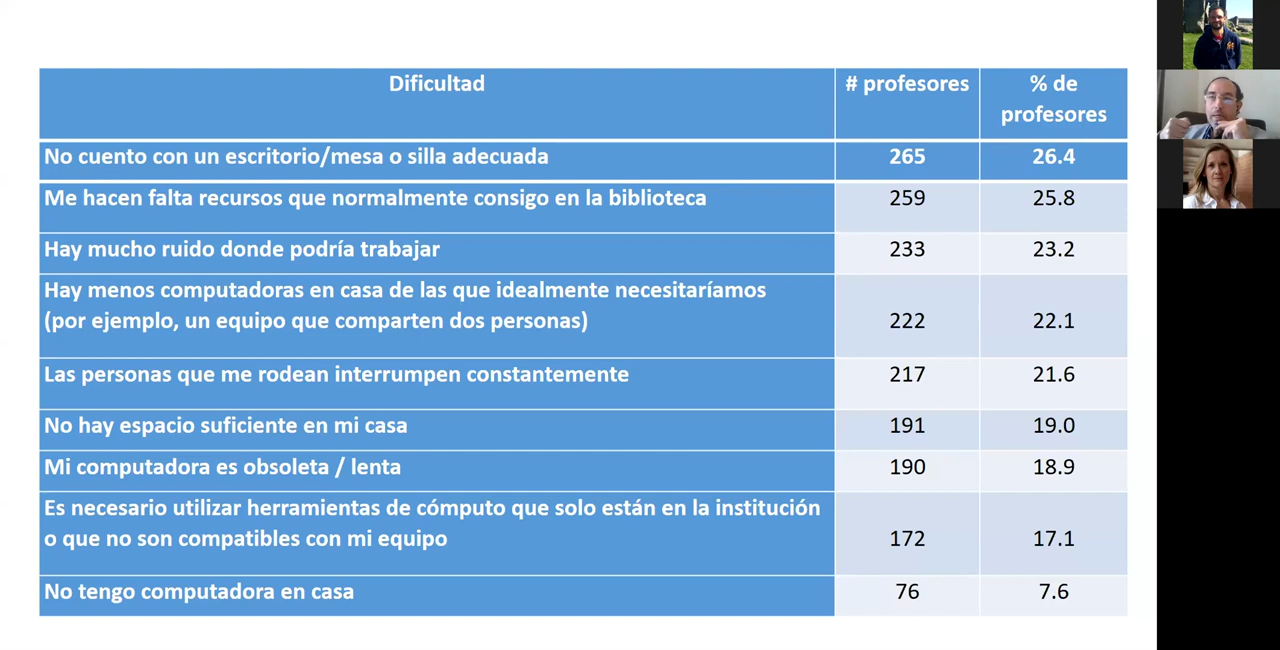 Dificultad # profesores % de
profesores
No cuento con un escritorio/mesa o silla adecuada 265 26.4
Me hacen falta recursos que normalmente consigo en la biblioteca 259 25.8
Hay mucho ruido donde podría trabajar 233 23.2
Hay menos computadoras en casa de las que idealmente necesitaríamos
(por ejemplo, un equipo que comparten dos personas) 222 22.1
Las personas que me rodean interrumpen constantemente 217 21.6
No hay espacio suficiente en mi casa 191 19.0
Mi computadora es obsoleta / lenta 190 18.9
Es necesario utilizar herramientas de cómputo que solo están en la institución
o que no son compatibles con mi equipo 172 17.1
No tengo computadora en casa 76 7.6